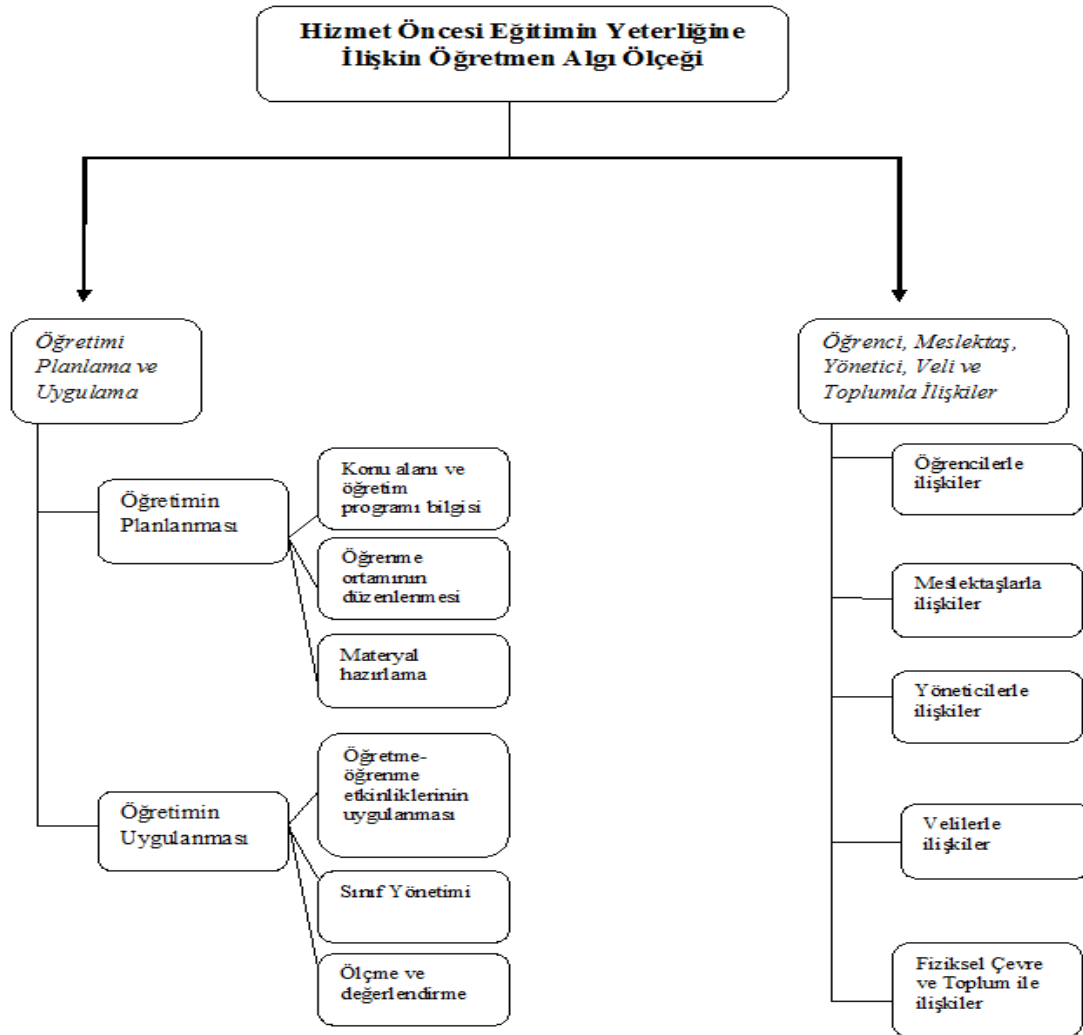 Hizmet Öncesi Eğitimin Yeterliğine
İlişkin Öğretmen Algı Ölçeği
Öğretimi
Planlama ve
Uygulama
Öğretimin
Planlanması
Konu alanı ve
öğretim
programı bilgisi
Öğrenme
ortamının
düzenlenmesi
Materyal
hazırlama
Öğretimin
Uygulanması
Öğretme-
öğrenme
etkinliklerinin
uygulanması
Sınıf Yönetimi
Ölçme ve
değerlendirme
Öğrenci, Meslektaş,
Yönetici, Veli ve
Toplumla İlişkiler
Öğrencilerle
ilişkiler
Meslektaşlarla
ilişkiler
Yöneticilerle
ilişkiler
Velilerle
ilişkiler
Fiziksel Çevre
ve Toplum ile
ilişkiler